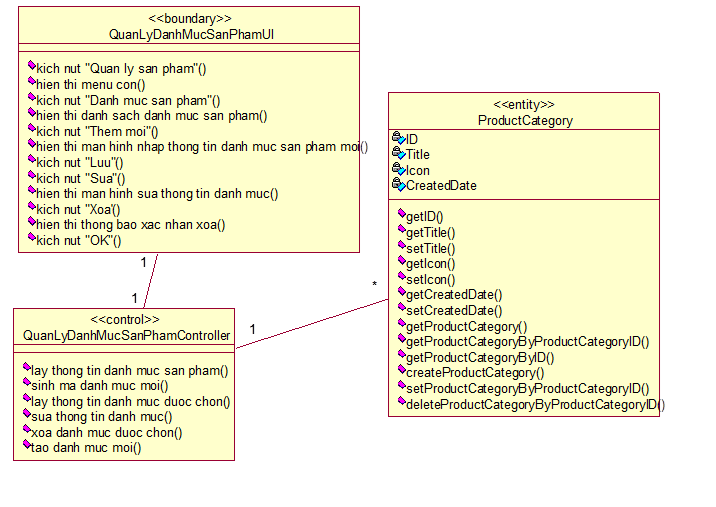 <<boundary>>
QuanLyDanhMucSanPhamUI
kich nut "Quan ly san pham"()
hien thi menu con()
kich nut "Danh muc san pham"()
hien thi danh sach danh muc san pham()
kich nut "Them moi"()
hien thi man hinh nhap thong tin danh muc san pham moi()
kich nut "Luu"()
kich nut "Sua"()
hien thi man hinh sua thong tin danh muc()
kich nut "Xoa'()
hien thi thong bao xac nhan xoa()
kich nut "OK"()
1
1
<<control>>
QuanLyDanhMucSanPhamController
lay thong tin danh muc san pham()
sinh ma danh muc moi()
lay thong tin danh muc duoc chon()
sua thong tin danh muc()
xoa danh muc duoc chon()
tao danh muc moi()
1
*
<<entity>>
ProductCategory
ID
Title
Icon
CreatedDate
getID()
getTitle()
setTitle()
getIcon()
setIcon()
getCreatedDate()
setCreatedDate()
getProductCategory()
getProductCategoryByProductCategoryID()
getProductCategoryByID()
createProductCategory()
setProductCategoryByProductCategoryID()
deleteProductCategoryByProductCategoryID()